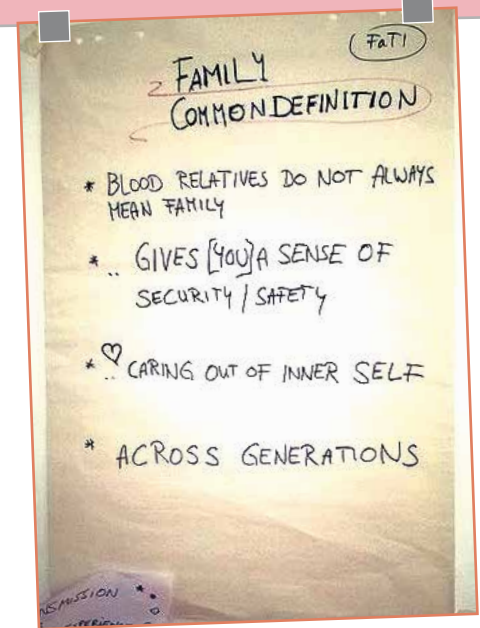 FaTI
FAMILY
COMMON DEFINITION
* BLOOD RELATIVES DO NOT ALWAYS
MEAN FAMILY
* .. GIVES [YOU] A SENSE OF
SECURITY / SAFETY
* ♡ .. CARING OUT OF INNER SELF
* ACROSS GENERATIONS